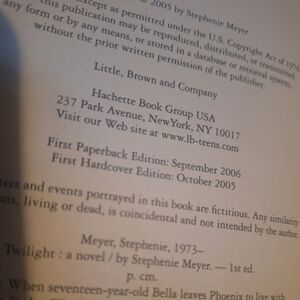 2005 by Stephenie Meyer
except as permitted under the U.S. Copyright Act of 1976,
this publication may be reproduced, distributed, or transmitted
any form or by any means, or stored in a database or retrieval system,
without the prior written permission of the publisher.
Little, Brown and Company
Hachette Book Group USA
237 Park Avenue, NewYork, NY 10017
Visit our Web site at www.lb-teens.com
First Paperback Edition: September 2006
First Hardcover Edition: October 2005
and events portrayed in this book are fictitious. Any similarity
living or dead, is coincidental and not intended by the author.
Meyer, Stephenie, 1973–
Twilight : a novel / by Stephenie Meyer. — 1st ed.
p. cm.
: When seventeen-year-old Bella leaves Phoenix to live with